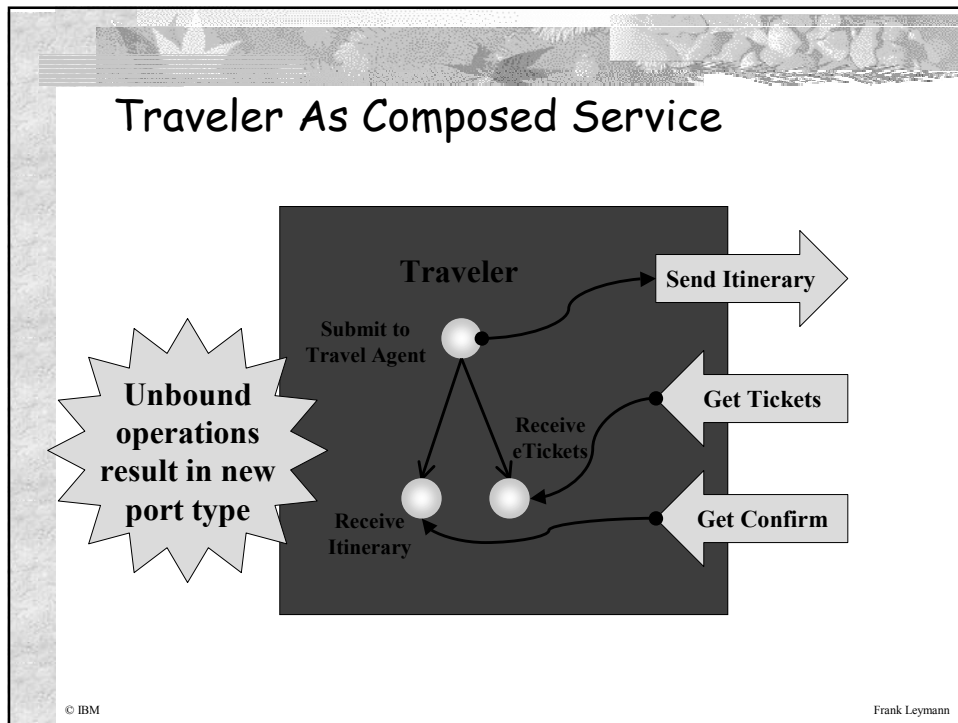 Traveler As Composed Service
Traveler
Send Itinerary
Submit to
Travel Agent
Unbound
operations
result in new
port type
Get Tickets
Receive
eTickets
Get Confirm
Receive
Itinerary
© IBM
Frank Leymann